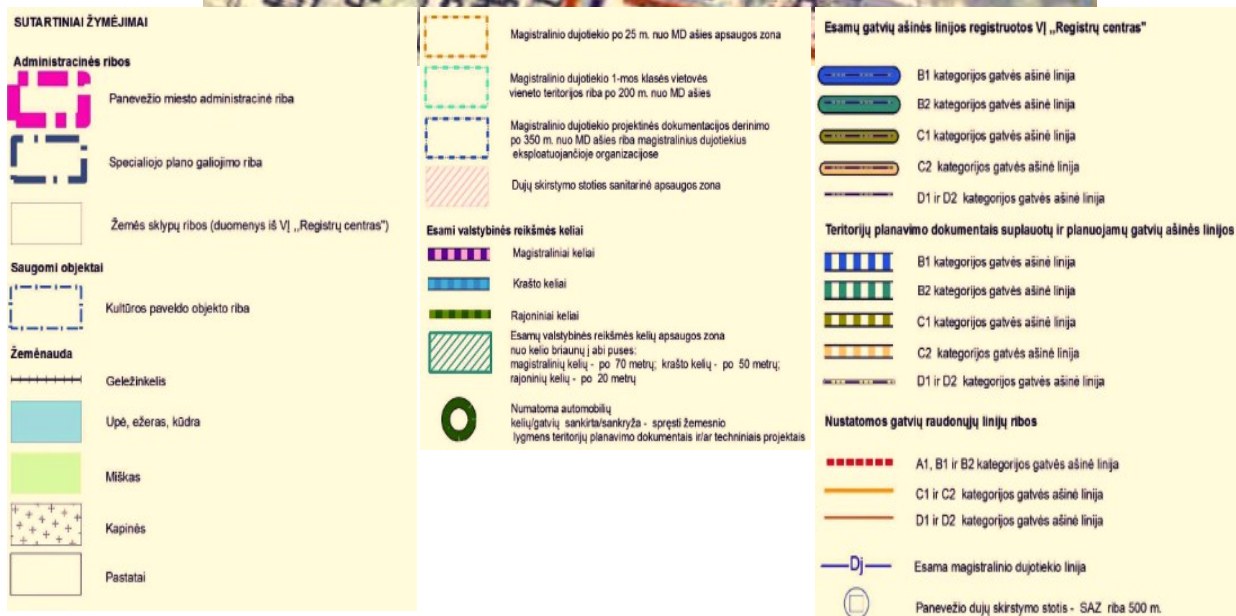 SUTARTINIAI ŽYMĖJIMAI
Administracinės ribos
Panevėžio miesto administracinė riba
Specialiojo plano galiojimo riba
Žemės sklypų ribos (duomenys iš VĮ ,,Registrų centras")
Saugomi objektai
Kultūros paveldo objekto riba
Žemėnauda
Geležinkelis
Upė, ežeras, kūdra
Miškas
Kapinės
Pastatai
Magistralinio dujotiekio po 25 m. nuo MD ašies apsaugos zona
Magistralinio dujotiekio 1-mos klasės vietovės
vieneto teritorijos riba po 200 m. nuo MD ašies
Magistralinio dujotiekio projektinės dokumentacijos derinimo
po 350 m. nuo MD ašies riba magistralinius dujotiekius
eksploatuojančioje organizacijose
Dujų skirstymo stoties sanitarinė apsaugos zona
Esami valstybinės reikšmės keliai
Magistraliniai keliai
Krašto keliai
Rajoniniai keliai
Esamų valstybinės reikšmės kelių apsaugos zona
nuo kelio briaunų į abi puses:
magistralinių kelių - po 70 metrų; krašto kelių - po 50 metrų;
rajoninių kelių - po 20 metrų
Numatoma automobilių
kelių/gatvių sankirta/sankryža - spręsti žemesnio
lygmens teritorjų planavimo dokumentais ir/ar techniniais projektais
Esamų gatvių ašinės linijos registruotos VĮ ,,Registrų centras"
B1 kategorijos gatvės ašinė linija
B2 kategorijos gatvės ašinė linija
C1 kategorijos gatvės ašinė linija
C2 kategorijos gatvės ašinė linija
D1 ir D2 kategorijos gatvės ašinė linija
Teritorijų planavimo dokumentais suplauotų ir planuojamų gatvių ašinės linijos
B1 kategorijos gatvės ašinė linija
B2 kategorijos gatvės ašinė linija
C1 kategorijos gatvės ašinė linija
C2 kategorijos gatvės ašinė linija
D1 ir D2 kategorijos gatvės ašinė linija
Nustatomos gatvių raudonųjų linijų ribos
A1, B1 ir B2 kategorijos gatvės ašinė linija
C1 ir C2 kategorijos gatvės ašinė linija
D1 ir D2 kategorijos gatvės ašinė linija
Dj Esama magistralinio dujotiekio linija
Panevėžio dujų skirstymo stotis - SAZ riba 500 m.